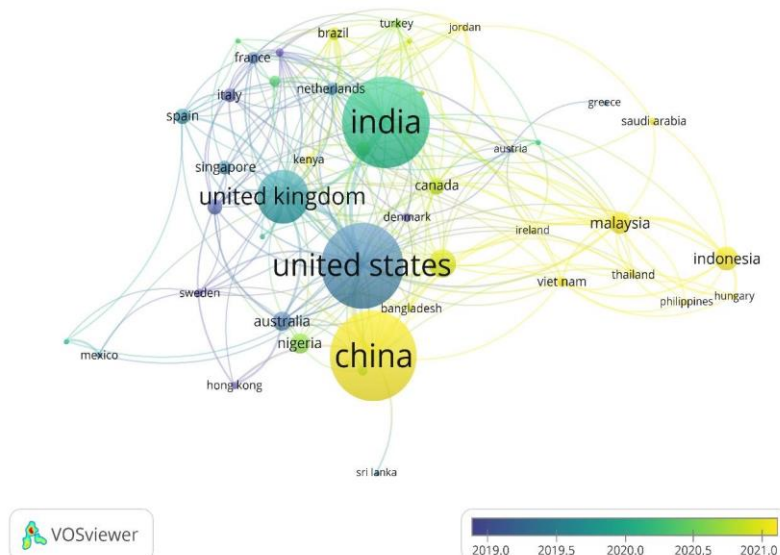 turkey
jordan
brazil
france
netherlands
italy
greece
india
spain
saudi arabia
austria
kenya
singapore
canada
united kingdom
denmark
malaysia
ireland
united states
indonesia
thailand
viet nam
sweden
hungary
philippines
bangladesh
australia
nigeria
mexico
china
hong kong
sri lanka
VOSviewer
2019.0 2019.5 2020.0 2020.5 2021.0